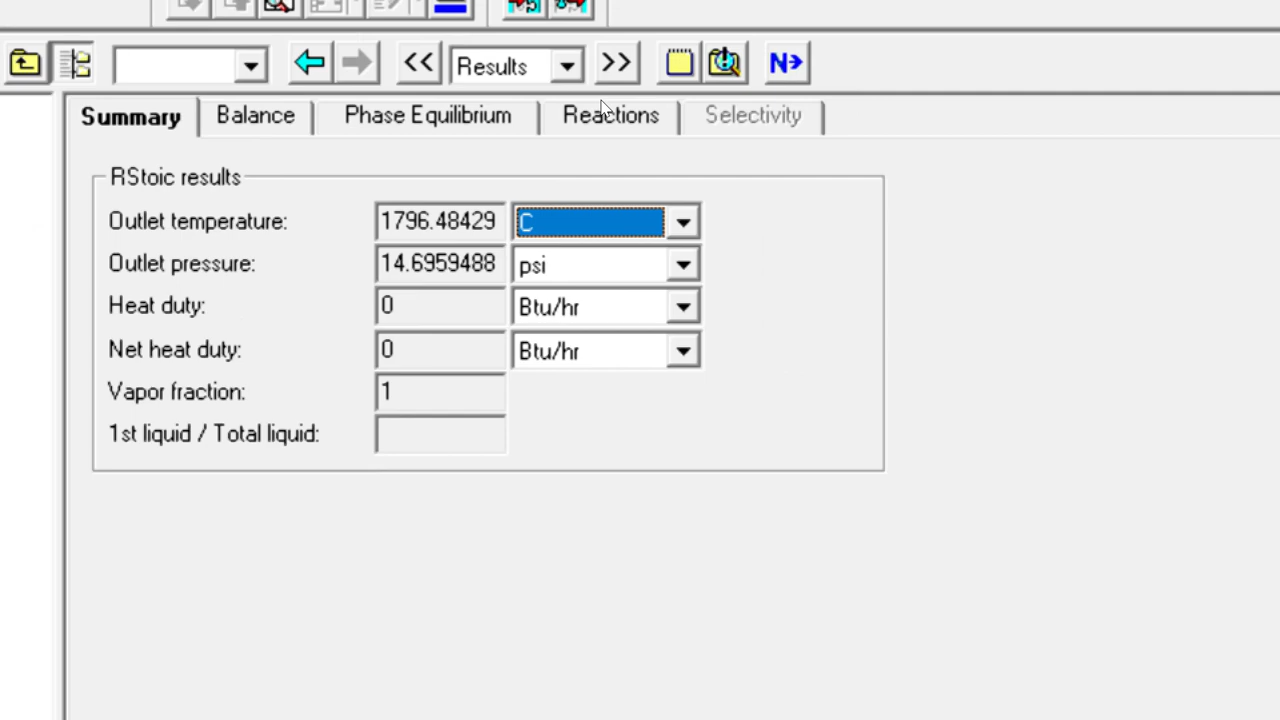 << Results >> N
Summary Balance Phase Equilibrium Reactions Selectivity
RStoic results
Outlet temperature: 1796.48429 C
Outlet pressure: 14.6959488 psi
Heat duty: 0 Btu/hr
Net heat duty: 0 Btu/hr
Vapor fraction: 1
1st liquid / Total liquid: